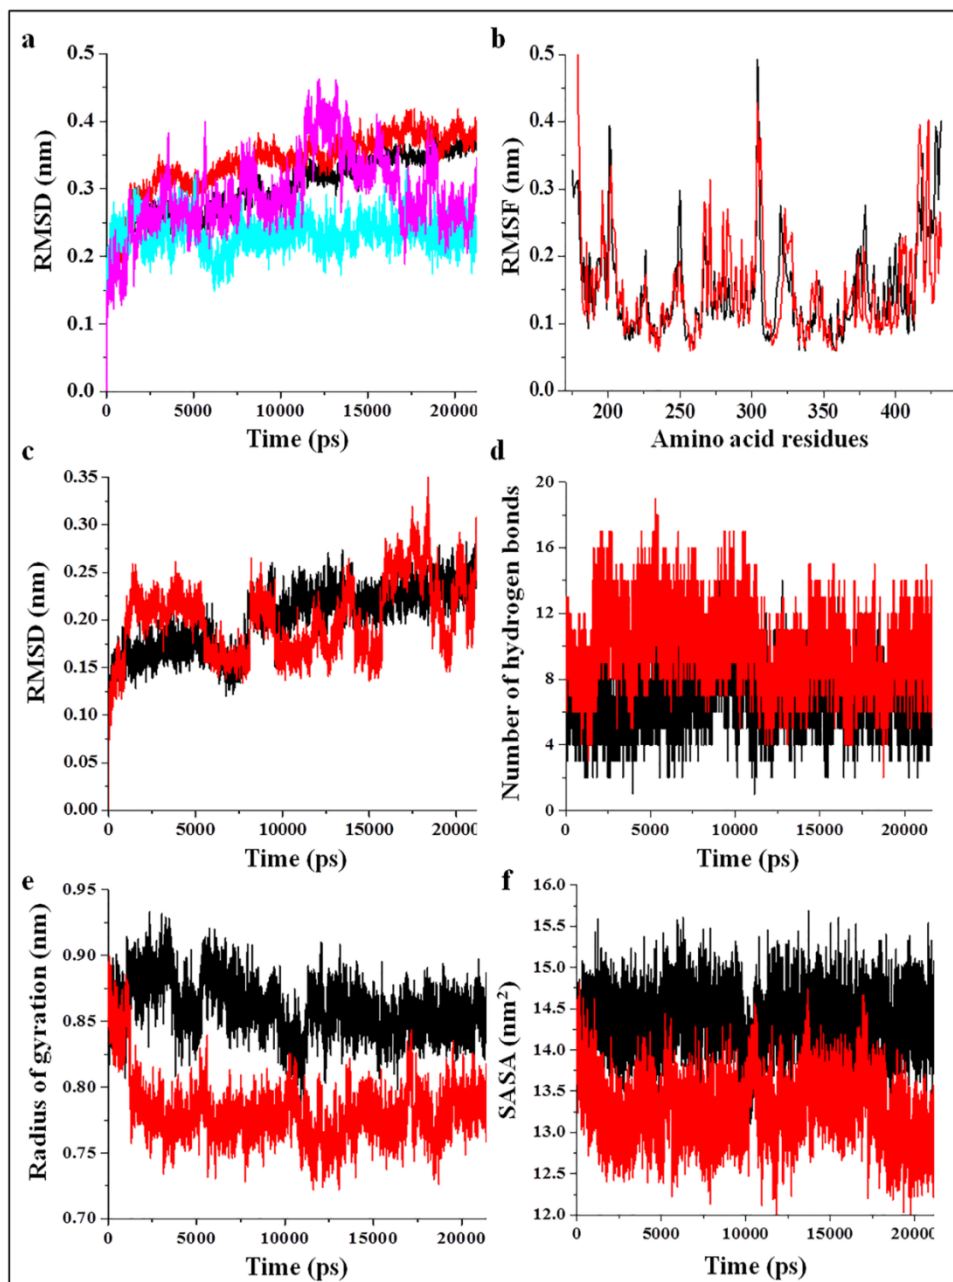 a
0.5
0.4
0.3
0.2
0.1
0.0
RMSD (nm)
0 5000 10000 15000 20000
Time (ps)
b
0.5
0.4
0.3
0.2
0.1
0.0
RMSF (nm)
200 250 300 350 400
Amino acid residues
c
0.35
0.30
0.25
0.20
0.15
0.10
0.05
0.00
RMSD (nm)
0 5000 10000 15000 20000
Time (ps)
d
20
16
12
8
4
0
Number of hydrogen bonds
0 5000 10000 15000 20000
Time (ps)
e
0.95
0.90
0.85
0.80
0.75
0.70
Radius of gyration (nm)
0 5000 10000 15000 20000
Time (ps)
f
16.0
15.5
15.0
14.5
14.0
13.5
13.0
12.5
12.0
SASA (nm²)
0 5000 10000 15000 20000
Time (ps)